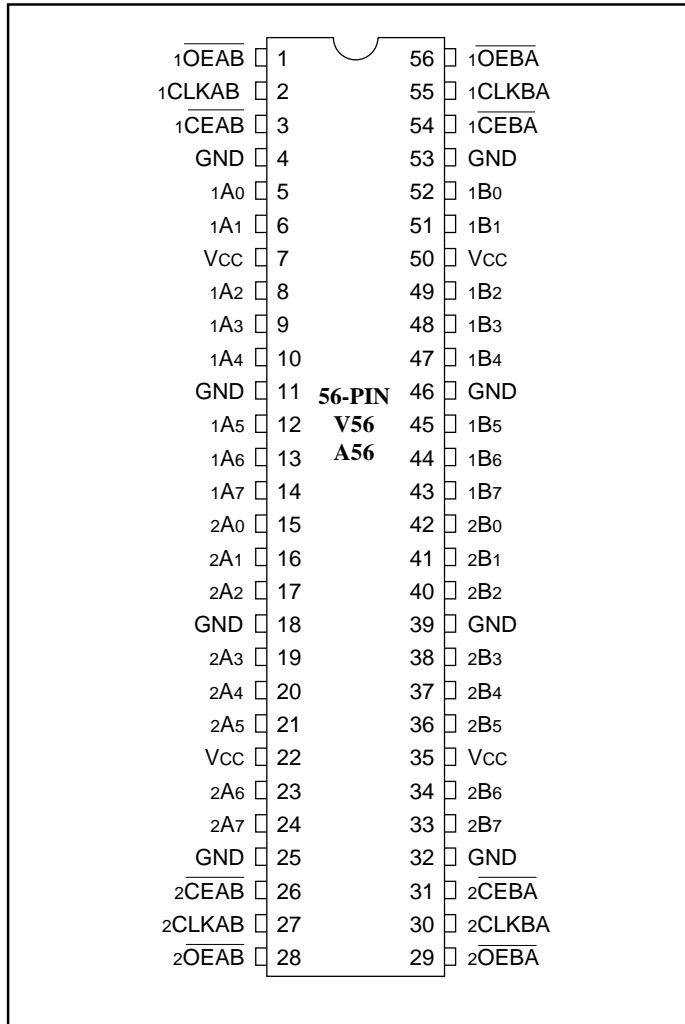 1OEAB 1 56 1OEBA
1CLKAB 2 55 1CLKBA
1CEAB 3 54 1CEBA
GND 4 53 GND
1A0 5 52 1B0
1A1 6 51 1B1
VCC 7 50 VCC
1A2 8 49 1B2
1A3 9 48 1B3
1A4 10 47 1B4
GND 11 56-PIN 46 GND
1A5 12 V56 45 1B5
1A6 13 A56 44 1B6
1A7 14 43 1B7
2A0 15 42 2B0
2A1 16 41 2B1
2A2 17 40 2B2
GND 18 39 GND
2A3 19 38 2B3
2A4 20 37 2B4
2A5 21 36 2B5
VCC 22 35 VCC
2A6 23 34 2B6
2A7 24 33 2B7
GND 25 32 GND
2CEAB 26 31 2CEBA
2CLKAB 27 30 2CLKBA
2OEAB 28 29 2OEBA